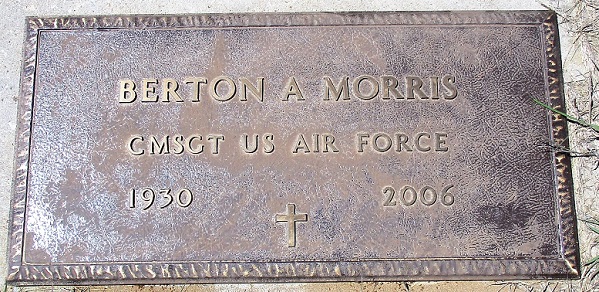 BERTON A MORRIS
CMSGT US AIR FORCE
1930 2006